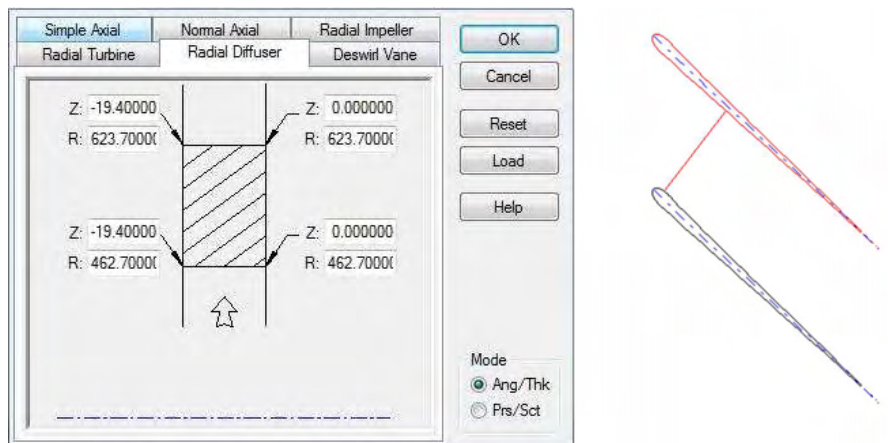 Simple Axial Normal Axial Radial Impeller
Radial Turbine Radial Diffuser Deswirl Vane
Z: -19.40000 Z: 0.000000
R: 623.7000( R: 623.7000(
Z: -19.40000 Z: 0.000000
R: 462.7000( R: 462.7000(
OK
Cancel
Reset
Load
Help
Mode
Ang/Thk
Prs/Sct